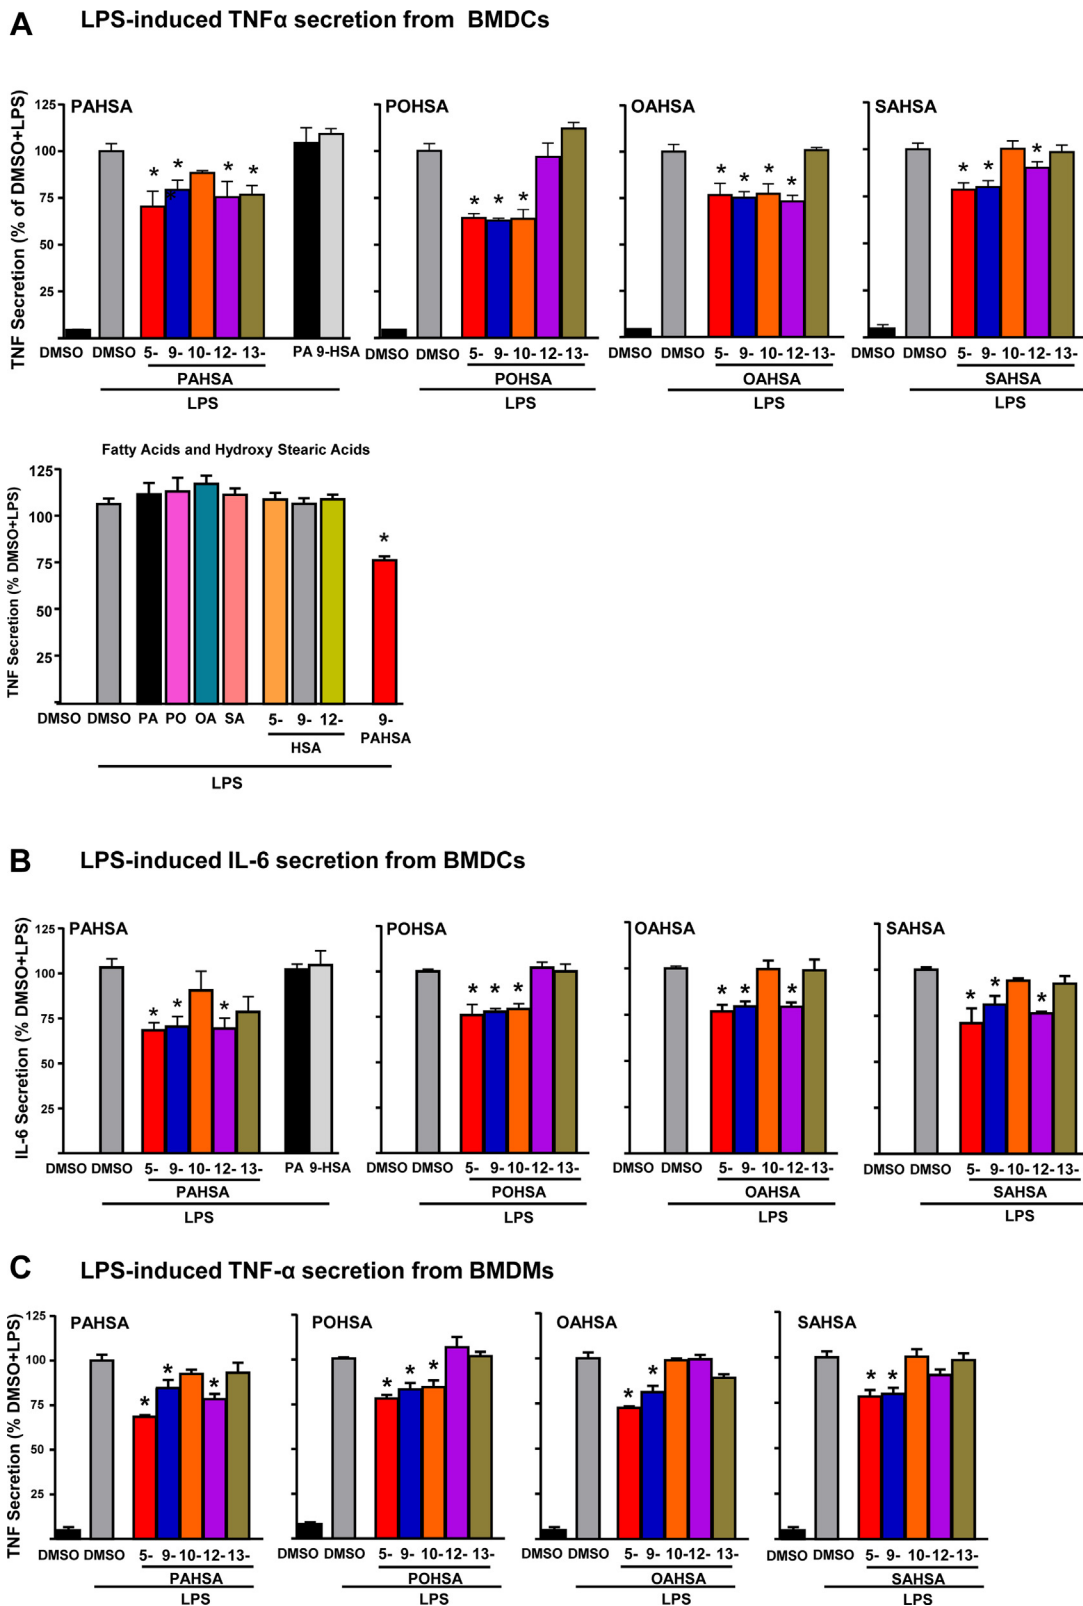 A LPS-induced TNFα secretion from BMDCs
PAHSA POHSA OAHSA SAHSA
TNF Secretion (% of DMSO+LPS)
125
100
75
50
25
* * * *
* * *
* * * *
* * *
DMSO DMSO 5- 9- 10- 12- 13- PA 9-HSA
PAHSA
LPS
DMSO DMSO 5- 9- 10- 12- 13-
POHSA
LPS
DMSO DMSO 5- 9- 10- 12- 13-
OAHSA
LPS
DMSO DMSO 5- 9- 10- 12- 13-
SAHSA
LPS
Fatty Acids and Hydroxy Stearic Acids
TNF Secretion (% DMSO+LPS)
125
100
75
50
25
*
DMSO DMSO PA PO OA SA 5- 9- 12- 9-
HSA PAHSA
LPS
B LPS-induced IL-6 secretion from BMDCs
PAHSA POHSA OAHSA SAHSA
IL-6 Secretion (% DMSO+LPS)
125
100
75
50
25
* * *
* * *
* * *
* * *
DMSO DMSO 5- 9- 10- 12- 13- PA 9-HSA
PAHSA
LPS
DMSO DMSO 5- 9- 10- 12- 13-
POHSA
LPS
DMSO DMSO 5- 9- 10- 12- 13-
OAHSA
LPS
DMSO DMSO 5- 9- 10- 12- 13-
SAHSA
LPS
C LPS-induced TNF-α secretion from BMDMs
PAHSA POHSA OAHSA SAHSA
TNF Secretion (% DMSO+LPS)
125
100
75
50
25
* * *
* * *
* *
* *
DMSO DMSO 5- 9- 10- 12- 13-
PAHSA
LPS
DMSO DMSO 5- 9- 10- 12- 13-
POHSA
LPS
DMSO DMSO 5- 9- 10- 12- 13-
OAHSA
LPS
DMSO DMSO 5- 9- 10- 12- 13-
SAHSA
LPS